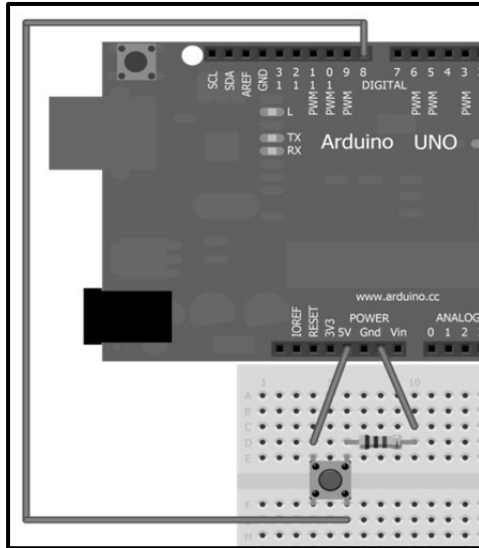 SCL
SDA
AREF
GND
13
12
PWM 11
PWM 10
PWM 9
8
7
PWM 6
PWM 5
4
PWM 3
2
DIGITAL
L
TX
RX
Arduino UNO
www.arduino.cc
POWER
ANALOG
IOREF
RESET
3V3
5V
Gnd
Vin
0
1
2
3
1
10
A
B
C
D
E
F
H